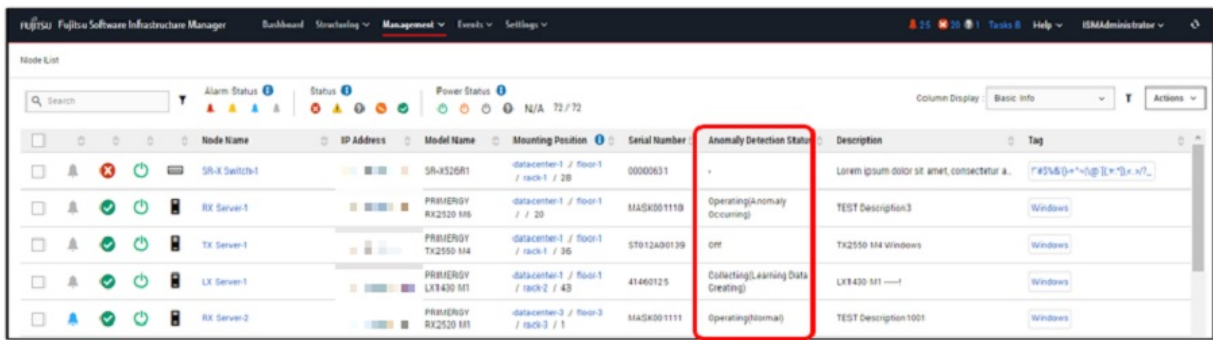 FUJITSU Fujitsu Software Infrastructure Manager Dashboard Structuring Management Events Settings 25 20 1 Tasks 8 Help ISMAdministrator
Node List
Search Alarm Status Status Power Status N/A 72 / 72 Column Display : Basic Info Actions
Node Name IP Address Model Name Mounting Position Serial Number Anomaly Detection Status Description Tag
SR-X Switch-1 SR-X526R1 datacenter-1 / floor-1 / rack-1 / 28 00000631 - Lorem ipsum dolor sit amet, consectetur a..
RX Server-1 PRIMERGY RX2520 M6 datacenter-1 / floor-1 / / 20 MASK001110 Operating(Anomaly Occurring) TEST Description3 Windows
TX Server-1 PRIMERGY TX2550 M4 datacenter-1 / floor-1 / rack-1 / 36 ST012A00139 Off TX2550 M4 Windows Windows
LX Server-1 PRIMERGY LX1430 M1 datacenter-1 / floor-1 / rack-2 / 43 41460125 Collecting(Learning Data Creating) LX1430 M1 ----! Windows
RX Server-2 PRIMERGY RX2520 M1 datacenter-3 / floor-3 / rack-3 / 1 MASK001111 Operating(Normal) TEST Description1001 Windows